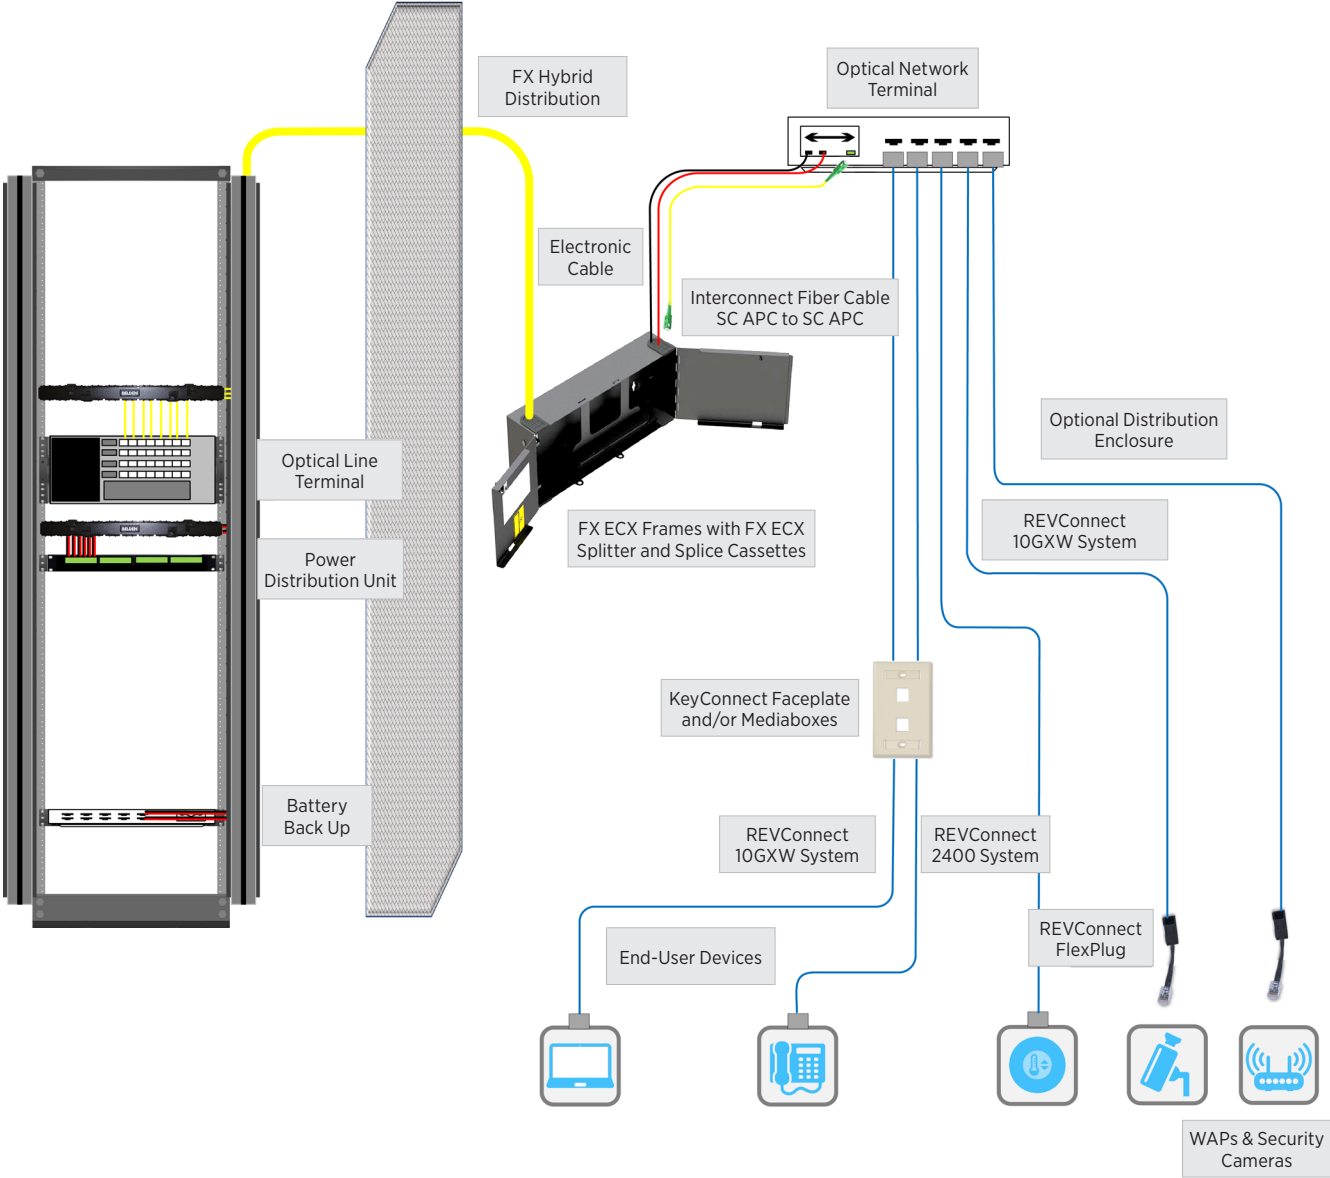 FX Hybrid
Distribution
Optical Network
Terminal
Electronic
Cable
Interconnect Fiber Cable
SC APC to SC APC
BELDEN
Optical Line
Terminal
Optional Distribution
Enclosure
BELDEN
FX ECX Frames with FX ECX
Splitter and Splice Cassettes
REVConnect
10GXW System
Power
Distribution Unit
KeyConnect Faceplate
and/or Mediaboxes
Battery
Back Up
REVConnect
10GXW System
REVConnect
2400 System
End-User Devices
REVConnect
FlexPlug
WAPs & Security
Cameras